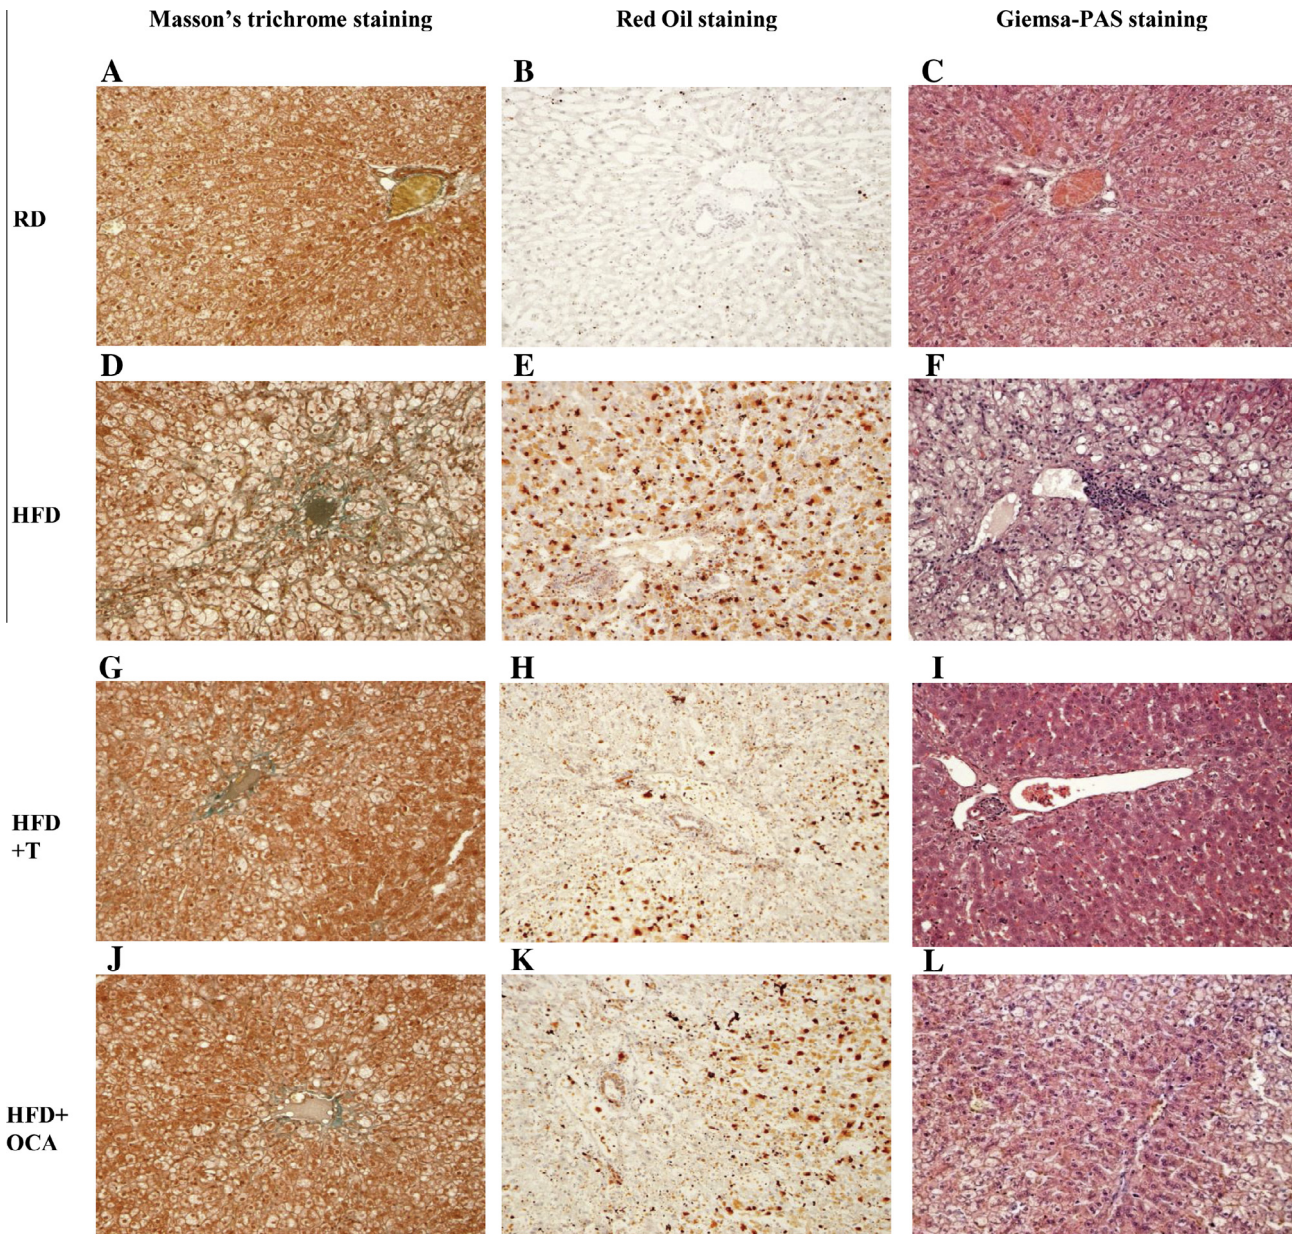 Masson's trichrome staining Red Oil staining Giemsa-PAS staining
A B C
RD
D E F
HFD
G H I
HFD
+T
J K L
HFD+
OCA